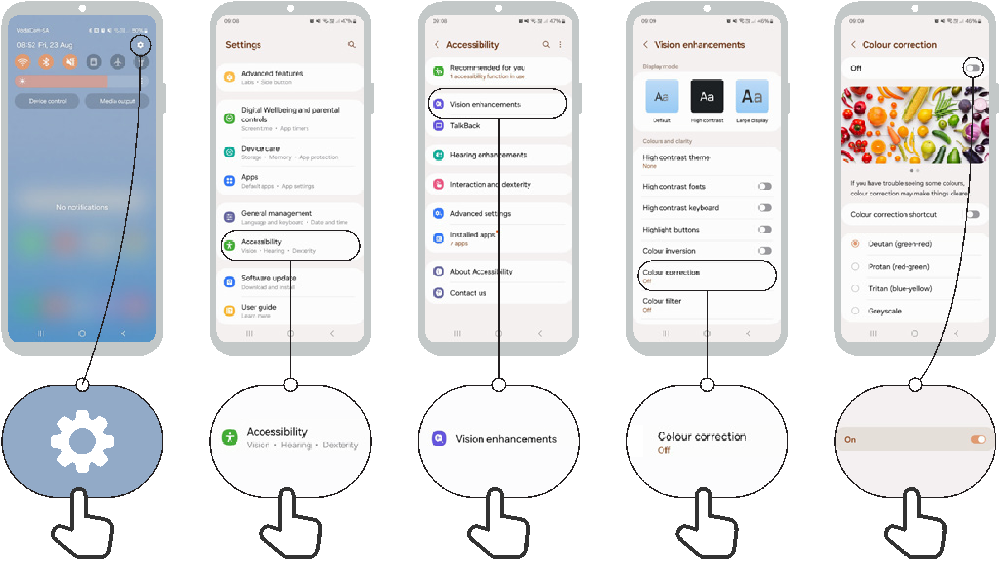 VodaCom-SA
50%
08:52 Fri, 23 Aug
Device control
Media output
No notifications
09:08
47%
Settings
Advanced features
Labs • Side button
Digital Wellbeing and parental
controls
Screen time • App timers
Device care
Storage • Memory • App protection
Apps
Default apps • App settings
General management
Language and keyboard • Date and time
Accessibility
Vision • Hearing • Dexterity
Software update
Download and install
User guide
Learn more
09:08
47%
Accessibility
Recommended for you
1 accessibility function in use
Vision enhancements
TalkBack
Hearing enhancements
Interaction and dexterity
Advanced settings
Installed apps
7 apps
About Accessibility
Contact us
09:09
46%
Vision enhancements
Display mode
Aa
Aa
Aa
Default
High contrast
Large display
Colours and clarity
High contrast theme
None
High contrast fonts
High contrast keyboard
Highlight buttons
Colour inversion
Colour correction
Off
Colour filter
Off
09:09
46%
Colour correction
Off
If you have trouble seeing some colours,
colour correction may make things clearer.
Colour correction shortcut
Deutan (green-red)
Protan (red-green)
Tritan (blue-yellow)
Greyscale
Accessibility
Vision • Hearing • Dexterity
Vision enhancements
Colour correction
Off
On